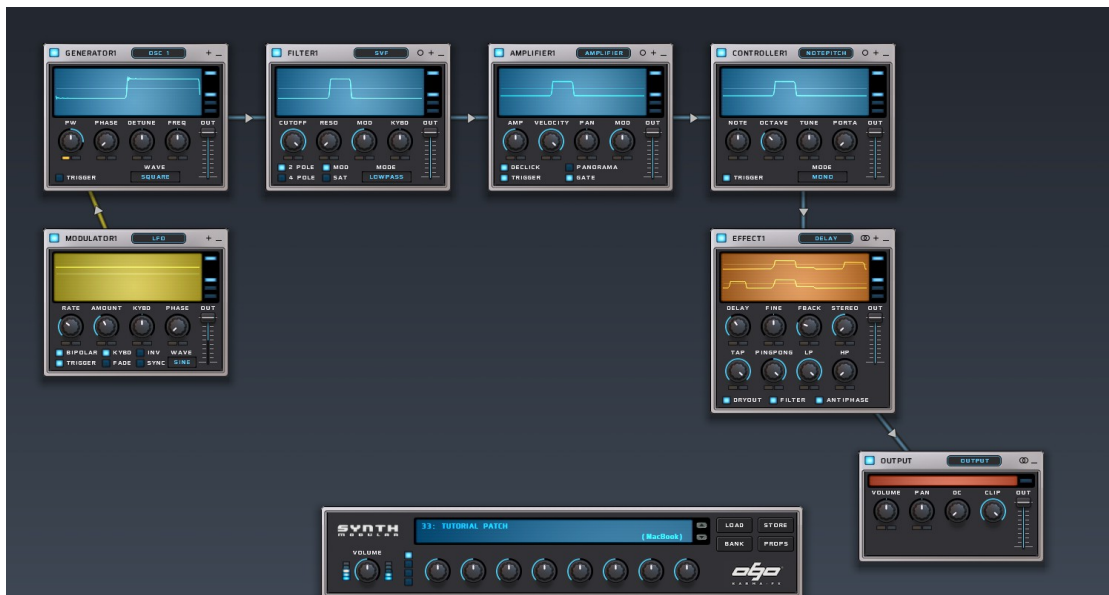 GENERATOR1 OSC 1
PW PHASE DETUNE FREQ OUT
WAVE
TRIGGER SQUARE
FILTER1 SVF
CUTOFF RESO MOD KYBD OUT
2 POLE MOD MODE
4 POLE SAT LOWPASS
AMPLIFIER1 AMPLIFIER
AMP VELOCITY PAN MOD OUT
DECLICK PANORAMA
TRIGGER GATE
CONTROLLER1 NOTEPITCH
NOTE OCTAVE TUNE PORTA OUT
MODE
TRIGGER MONO
MODULATOR1 LFO
RATE AMOUNT KYBD PHASE OUT
BIPOLAR KYBD INV WAVE
TRIGGER FADE SYNC SINE
EFFECT1 DELAY
DELAY FINE FBACK STEREO OUT
TAP PINGPONG LP HP
DRYOUT FILTER ANTIPHASE
OUTPUT OUTPUT
VOLUME PAN DC CLIP OUT
SYNTH
MODULAR
33: TUTORIAL PATCH
(MacBook)
LOAD STORE
BANK PROPS
VOLUME